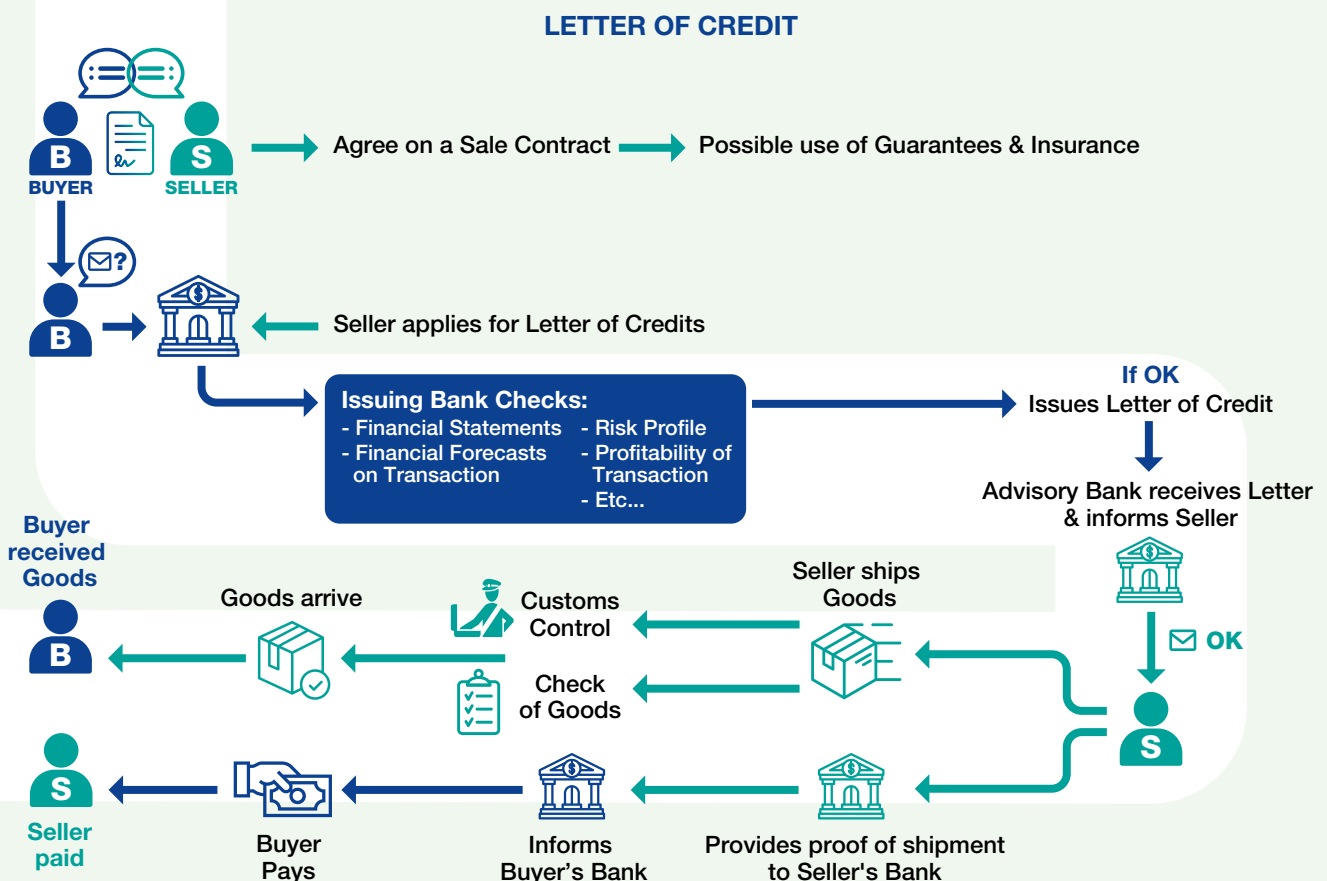 LETTER OF CREDIT
B
S
BUYER
SELLER
Agree on a Sale Contract
Possible use of Guarantees & Insurance
?
B
$
Seller applies for Letter of Credits
Issuing Bank Checks:
- Financial Statements
- Financial Forecasts
on Transaction
- Risk Profile
- Profitability of
Transaction
- Etc...
If OK
Issues Letter of Credit
Advisory Bank receives Letter
& informs Seller
$
OK
S
Seller ships
Goods
Customs
Control
Check
of Goods
Goods arrive
Buyer
received
Goods
B
$
Provides proof of shipment
to Seller's Bank
$
Informs
Buyer’s Bank
Buyer
Pays
S
Seller
paid